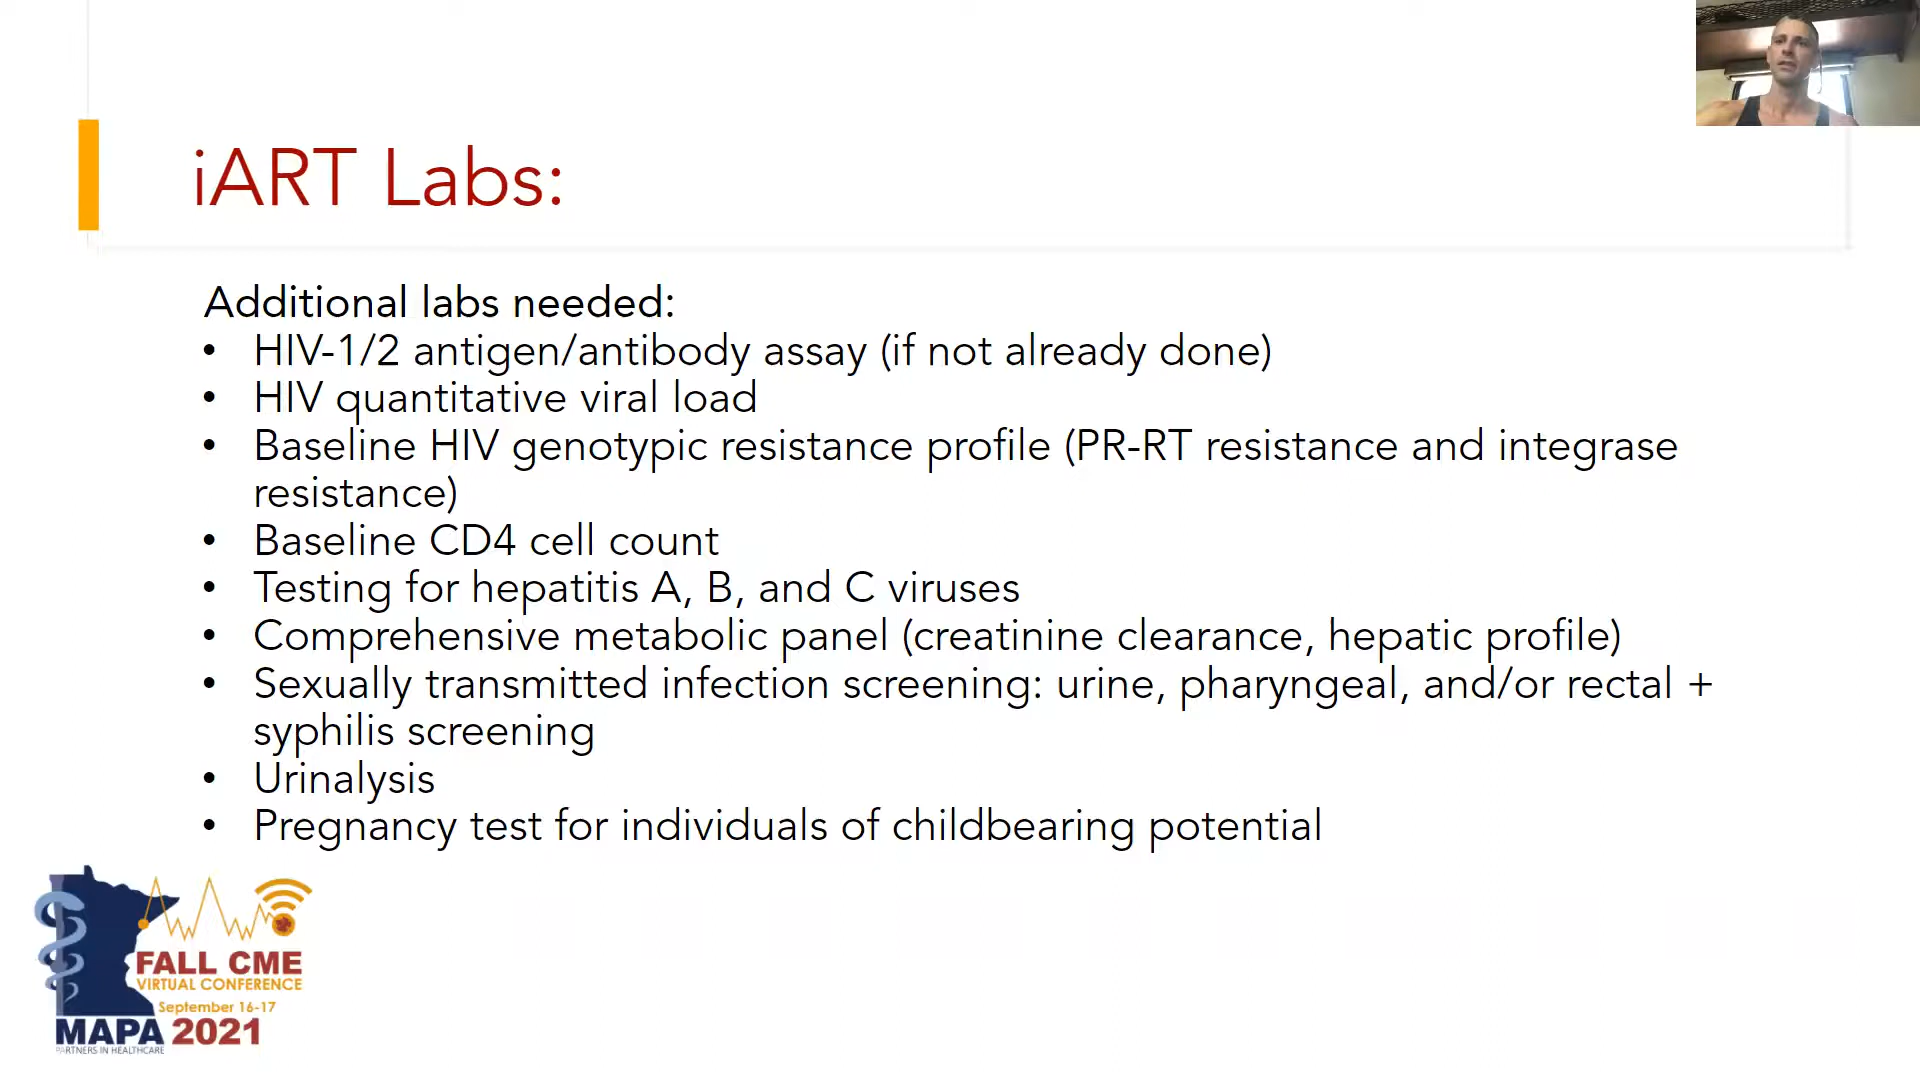 iART Labs:
Additional labs needed:
• HIV-1/2 antigen/antibody assay (if not already done)
• HIV quantitative viral load
• Baseline HIV genotypic resistance profile (PR-RT resistance and integrase
resistance)
• Baseline CD4 cell count
• Testing for hepatitis A, B, and C viruses
• Comprehensive metabolic panel (creatinine clearance, hepatic profile)
• Sexually transmitted infection screening: urine, pharyngeal, and/or rectal +
syphilis screening
• Urinalysis
• Pregnancy test for individuals of childbearing potential
FALL CME
VIRTUAL CONFERENCE
September 16-17
MAPA 2021
PARTNERS IN HEALTHCARE